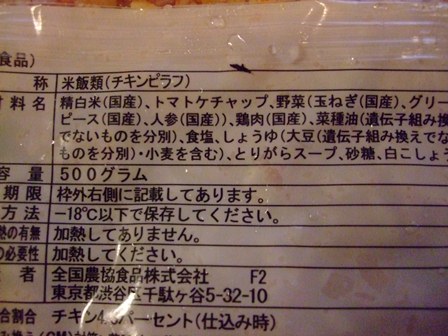 食品)
称 米飯類(チキンピラフ)
材料名 精白米(国産)、トマトケチャップ、野菜(玉ねぎ(国産)、グリー
ピース(国産)、人参(国産))、鶏肉(国産)、菜種油(遺伝子組み換
でないものを分別)、食塩、しょうゆ(大豆(遺伝子組み換えでな
ものを分別)・小麦を含む)、とりがらスープ、砂糖、白こしょう
容量 500グラム
期限 枠外右側に記載してあります。
方法 -18℃以下で保存してください。
熱の有無 加熱してありません。
の必要性 加熱してください。
者 全国農協食品株式会社 F2
東京都渋谷区千駄ヶ谷5-32-10
合割合 チキン4.8パーセント(仕込み時)